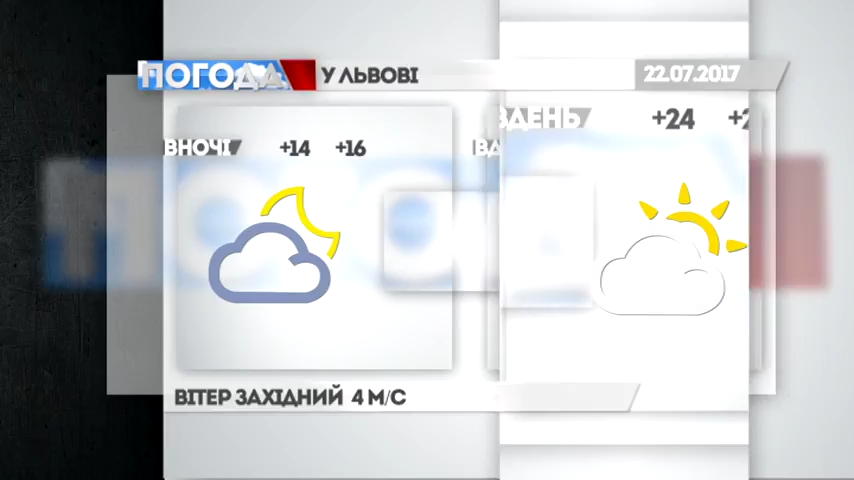 ПОГОДА У ЛЬВОВІ 22.07.2017
ВНОЧІ +14 +16
ВДЕНЬ +24
ВІТЕР ЗАХІДНИЙ 4 М/С